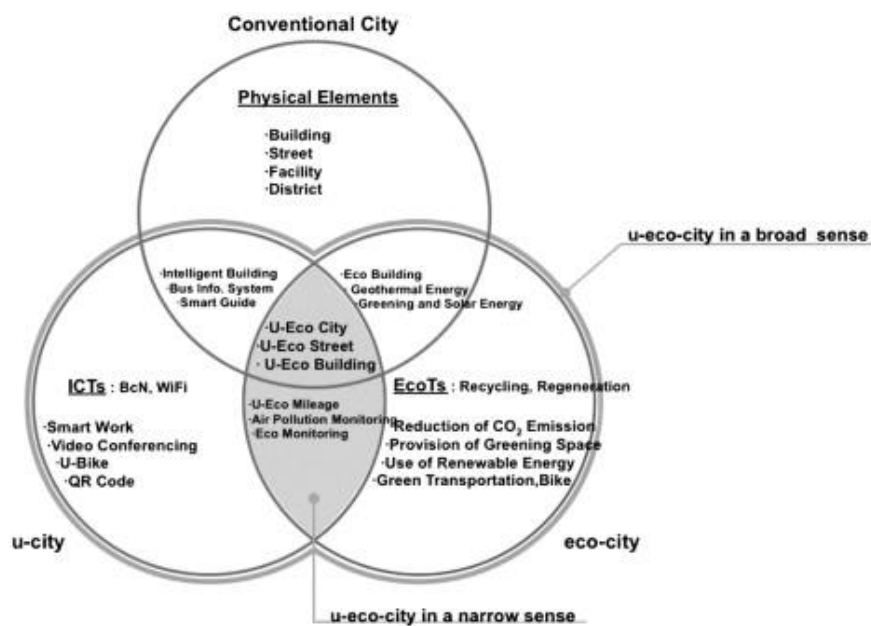 Conventional City
Physical Elements
·Building
·Street
·Facility
·District
u-eco-city in a broad sense
·Intelligent Building
·Bus Info. System
·Smart Guide
·Eco Building
· Geothermal Energy
·Greening and Solar Energy
·U-Eco City
·U-Eco Street
· U-Eco Building
ICTs : BcN, WiFi
Smart Work
·Video Conferencing
·U-Bike
·QR Code
·U-Eco Mileage
·Air Pollution Monitoring
·Eco Monitoring
EcoTs : Recycling, Regeneration
·Reduction of CO₂ Emission
·Provision of Greening Space
·Use of Renewable Energy
·Green Transportation,Bike
u-city
eco-city
u-eco-city in a narrow sense